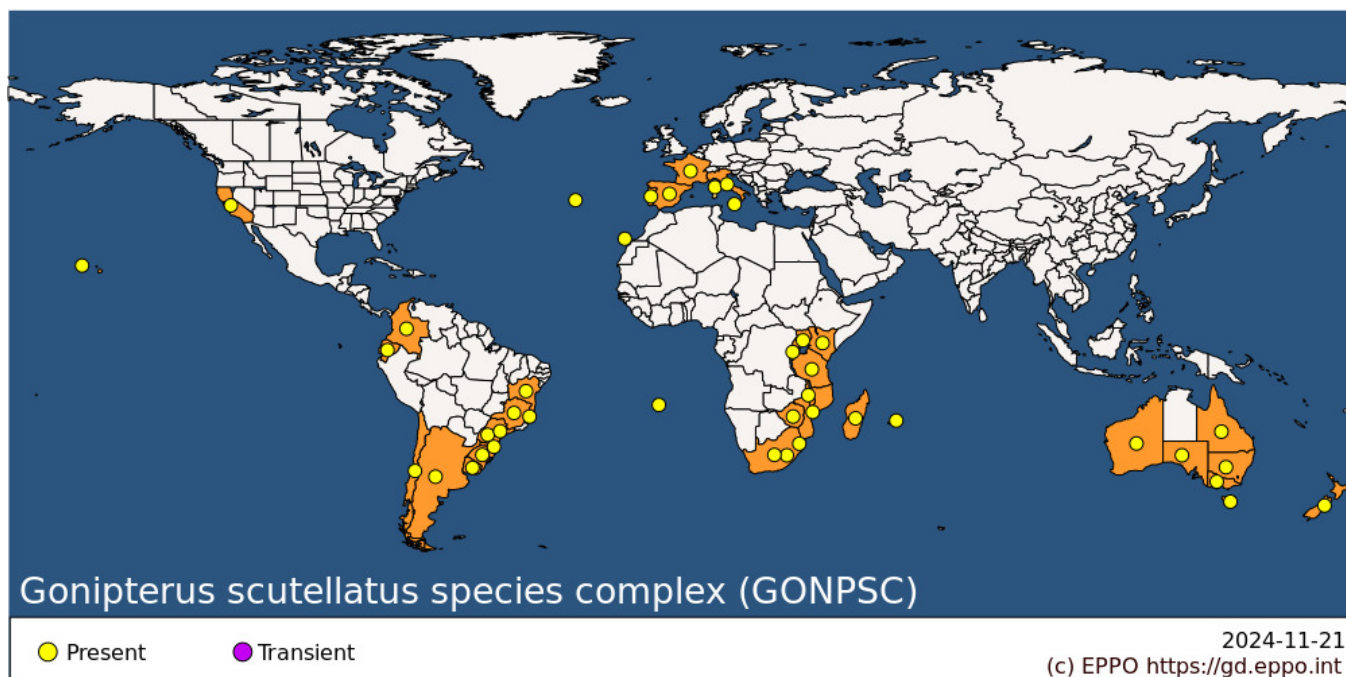 Gonipterus scutellatus species complex (GONPSC)
Present
Transient
2024-11-21
(c) EPPO https://gd.eppo.int